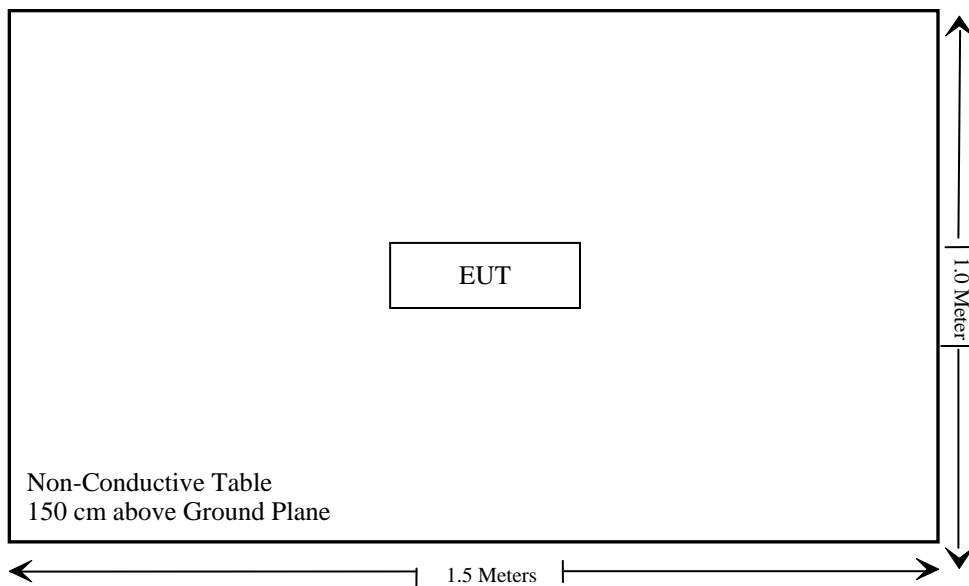 EUT
1.0 Meter
Non-Conductive Table
150 cm above Ground Plane
1.5 Meters